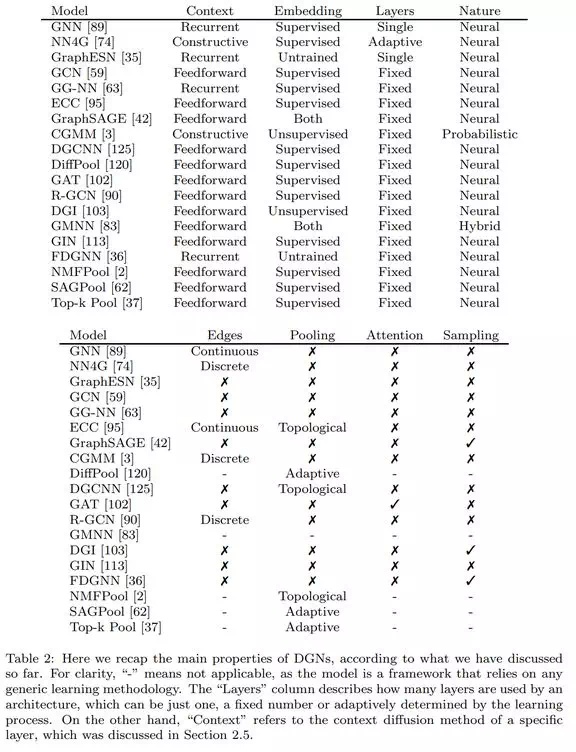 Model Context Embedding Layers Nature
GNN [89] Recurrent Supervised Single Neural
NN4G [74] Constructive Supervised Adaptive Neural
GraphESN [35] Recurrent Untrained Single Neural
GCN [59] Feedforward Supervised Fixed Neural
GG-NN [63] Recurrent Supervised Fixed Neural
ECC [95] Feedforward Supervised Fixed Neural
GraphSAGE [42] Feedforward Both Fixed Neural
CGMM [3] Constructive Unsupervised Fixed Probabilistic
DGCNN [125] Feedforward Supervised Fixed Neural
DiffPool [120] Feedforward Supervised Fixed Neural
GAT [102] Feedforward Supervised Fixed Neural
R-GCN [90] Feedforward Supervised Fixed Neural
DGI [103] Feedforward Unsupervised Fixed Neural
GMNN [83] Feedforward Both Fixed Hybrid
GIN [113] Feedforward Supervised Fixed Neural
FDGNN [36] Recurrent Untrained Fixed Neural
NMFPool [2] Feedforward Supervised Fixed Neural
SAGPool [62] Feedforward Supervised Fixed Neural
Top-k Pool [37] Feedforward Supervised Fixed Neural
Model Edges Pooling Attention Sampling
GNN [89] Continuous ✗ ✗ ✗
NN4G [74] Discrete ✗ ✗ ✗
GraphESN [35] ✗ ✗ ✗ ✗
GCN [59] ✗ ✗ ✗ ✗
GG-NN [63] ✗ ✗ ✗ ✗
ECC [95] Continuous Topological ✗ ✗
GraphSAGE [42] ✗ ✗ ✗ ✓
CGMM [3] Discrete ✗ ✗ ✗
DiffPool [120] - Adaptive - -
DGCNN [125] ✗ Topological ✗ ✗
GAT [102] ✗ ✗ ✓ ✗
R-GCN [90] Discrete ✗ ✗ ✗
GMNN [83] - - - -
DGI [103] ✗ ✗ ✗ ✓
GIN [113] ✗ ✗ ✗ ✗
FDGNN [36] ✗ ✗ ✗ ✓
NMFPool [2] - Topological - -
SAGPool [62] - Adaptive - -
Top-k Pool [37] - Adaptive - -
Table 2: Here we recap the main properties of DGNs, according to what we have discussed
so far. For clarity, “-” means not applicable, as the model is a framework that relies on any
generic learning methodology. The “Layers” column describes how many layers are used by an
architecture, which can be just one, a fixed number or adaptively determined by the learning
process. On the other hand, “Context” refers to the context diffusion method of a specific
layer, which was discussed in Section 2.5.